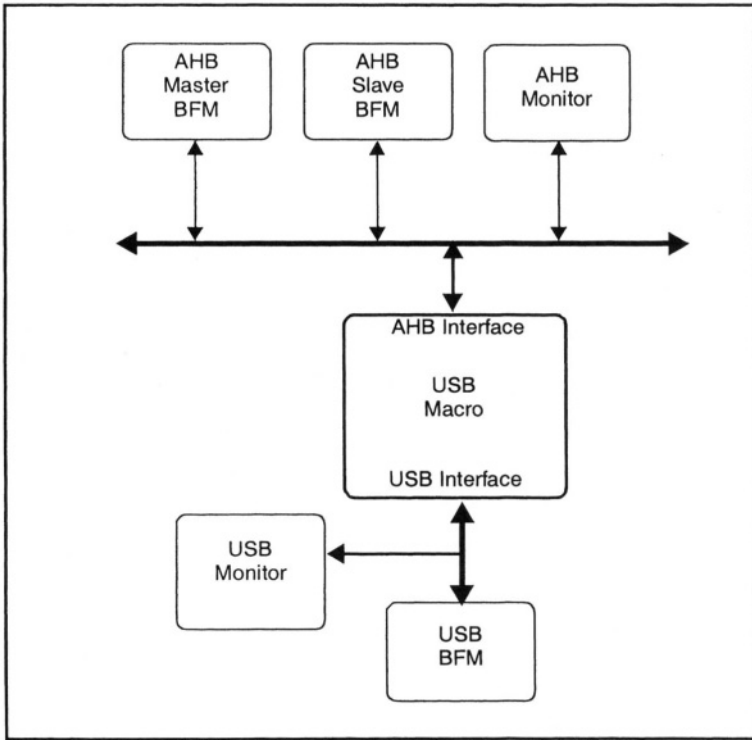 AHB
Master
BFM
AHB
Slave
BFM
AHB
Monitor
AHB Interface
USB
Macro
USB Interface
USB
Monitor
USB
BFM